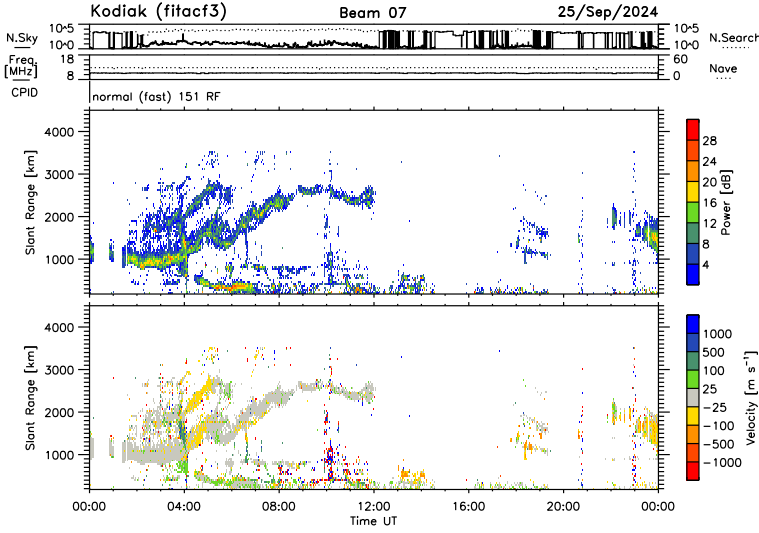 Kodiak (fitacf3) Beam 07 25/Sep/2024
N.Sky 10^5 10^0 10^5 10^0 N.Search
Freq. [MHz] 18 8 60 0 Nave
CPID normal (fast) 151 RF
Slant Range [km] 4000 3000 2000 1000
Power [dB] 28 24 20 16 12 8 4
Slant Range [km] 4000 3000 2000 1000
Velocity [m s⁻¹] 1000 500 100 25 −25 −100 −500 −1000
00:00 04:00 08:00 12:00 16:00 20:00 00:00
Time UT